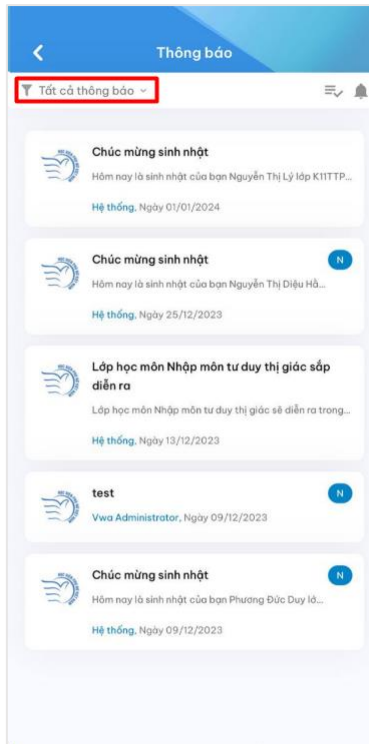 Thông báo
Tất cả thông báo
Chúc mừng sinh nhật
Hôm nay là sinh nhật của bạn Nguyễn Thị Lý lớp K11TTP...
Hệ thống, Ngày 01/01/2024
Chúc mừng sinh nhật
N
Hôm nay là sinh nhật của bạn Nguyễn Thị Diệu Hằ...
Hệ thống, Ngày 25/12/2023
Lớp học môn Nhập môn tư duy thị giác sắp
diễn ra
Lớp học môn Nhập môn tư duy thị giác sẽ diễn ra trong...
Hệ thống, Ngày 13/12/2023
test
N
Vwa Administrator, Ngày 09/12/2023
Chúc mừng sinh nhật
N
Hôm nay là sinh nhật của bạn Phương Đức Duy lớ...
Hệ thống, Ngày 09/12/2023